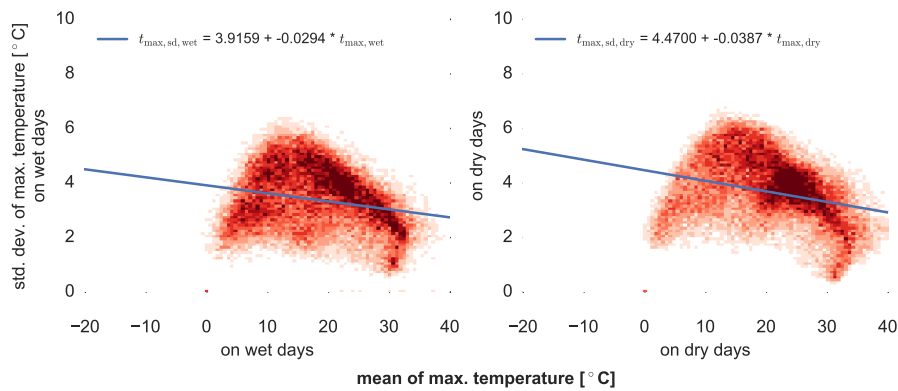 std. dev. of max. temperature [°C]
on wet days
10
8
6
4
2
0
t_max,sd,wet = 3.9159 + -0.0294 * t_max,wet
−20 −10 0 10 20 30 40
on wet days
on dry days
10
8
6
4
2
0
t_max,sd,dry = 4.4700 + -0.0387 * t_max,dry
−20 −10 0 10 20 30 40
on dry days
mean of max. temperature [°C]